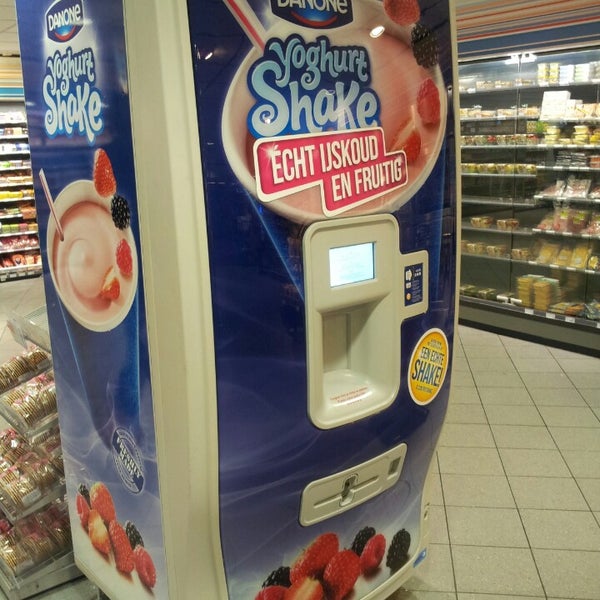 DANONE
yoghurt
Shake
DANONE
yoghurt
Shake
ECHT IJSKOUD
EN FRUITIG
EEN ECHTE
SHAKE!